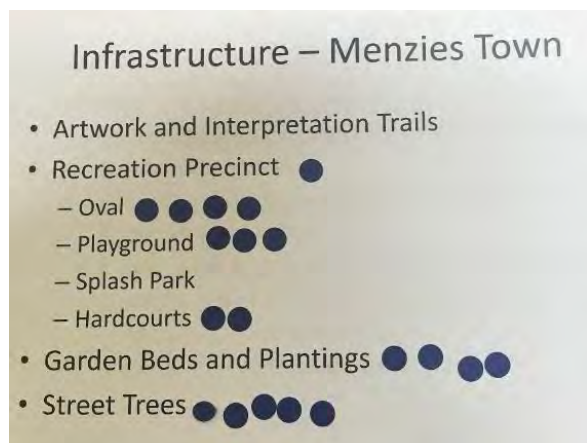 Infrastructure – Menzies Town
• Artwork and Interpretation Trails
• Recreation Precinct
– Oval
– Playground
– Splash Park
– Hardcourts
• Garden Beds and Plantings
• Street Trees